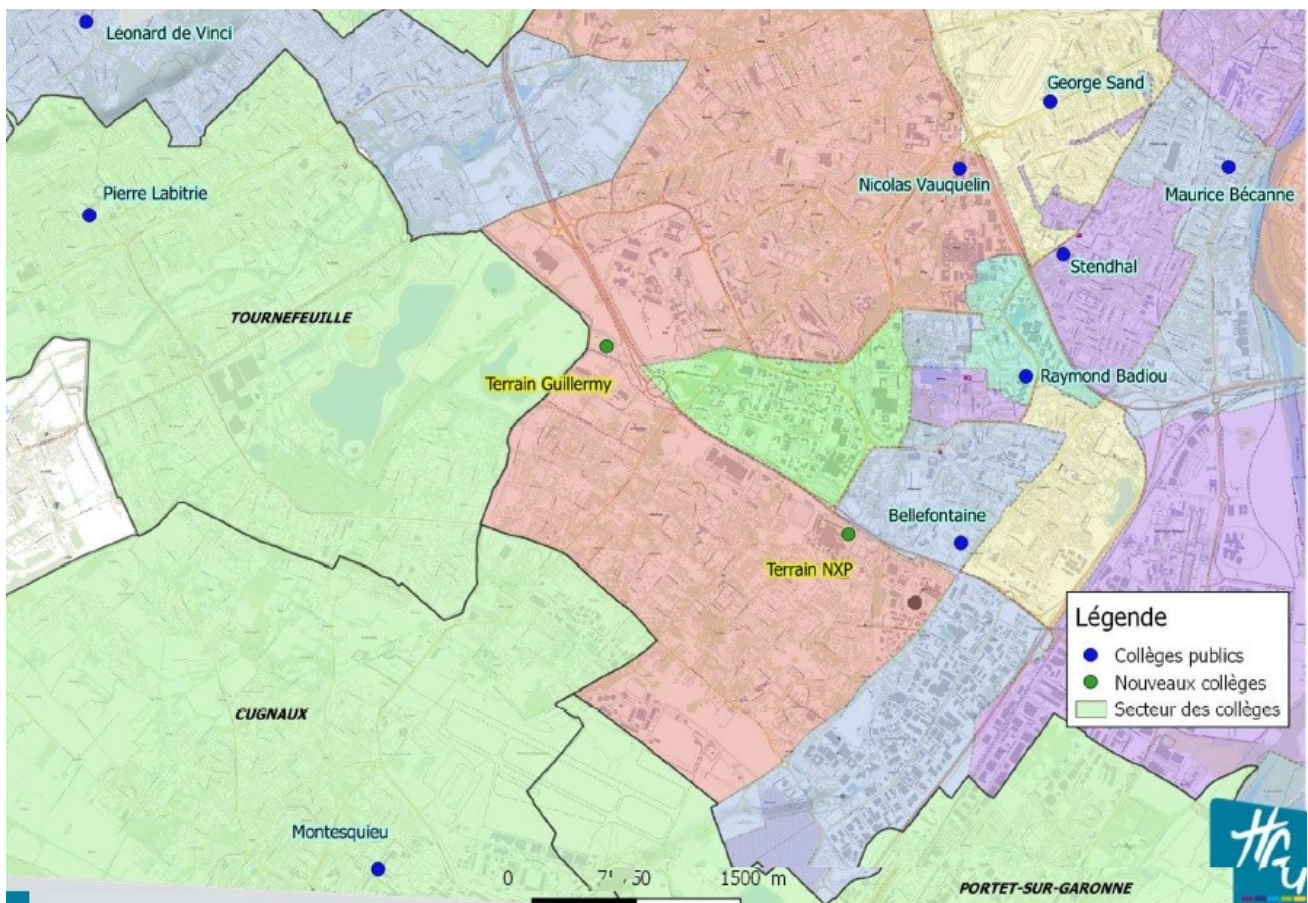 Léonard de Vinci
George Sand
Pierre Labitrie
Nicolas Vauquelin
Maurice Bécanne
Stendhal
TOURNEFEUILLE
Terrain Guillermy
Raymond Badiou
Bellefontaine
Terrain NXP
Légende
Collèges publics
Nouveaux collèges
Secteur des collèges
CUGNAUX
Montesquieu
0 1500 m
PORTET-SUR-GARONNE